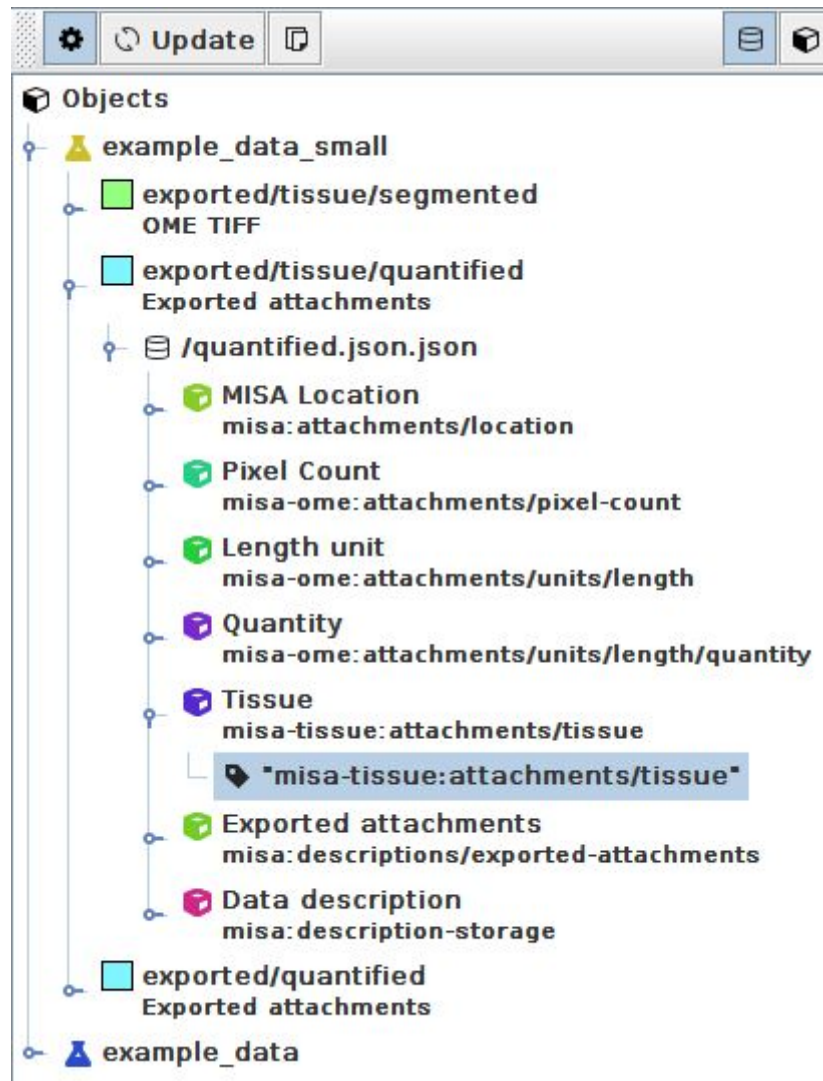 Update
Objects
example_data_small
exported/tissue/segmented
OME TIFF
exported/tissue/quantified
Exported attachments
/quantified.json.json
MISA Location
misa:attachments/location
Pixel Count
misa-ome:attachments/pixel-count
Length unit
misa-ome:attachments/units/length
Quantity
misa-ome:attachments/units/length/quantity
Tissue
misa-tissue:attachments/tissue
"misa-tissue:attachments/tissue"
Exported attachments
misa:descriptions/exported-attachments
Data description
misa:description-storage
exported/quantified
Exported attachments
example_data